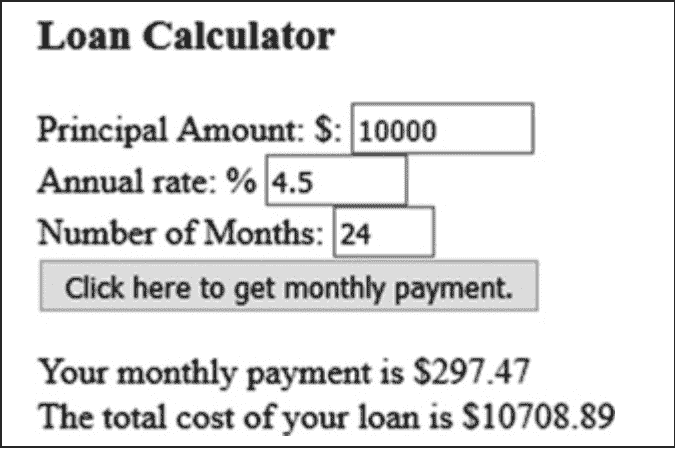 Loan Calculator
Principal Amount: $: 10000
Annual rate: % 4.5
Number of Months: 24
Click here to get monthly payment.
Your monthly payment is $297.47
The total cost of your loan is $10708.89